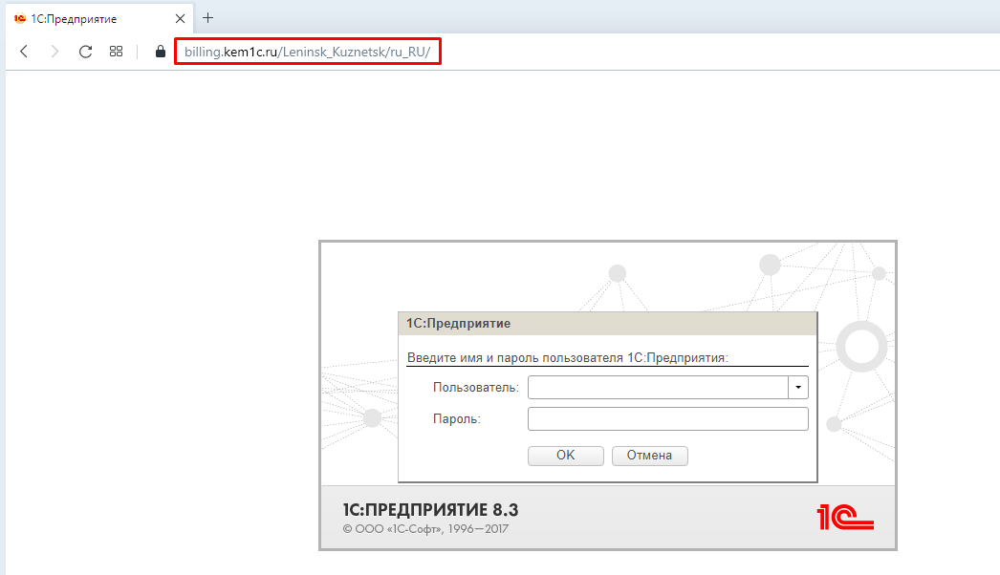 1С:Предприятие
billing.kem1c.ru/Leninsk_Kuznetsk/ru_RU/
1С:Предприятие
Введите имя и пароль пользователя 1С:Предприятия:
Пользователь:
Пароль:
OK Отмена
1С:ПРЕДПРИЯТИЕ 8.3
© ООО «1С-Софт», 1996—2017
1С